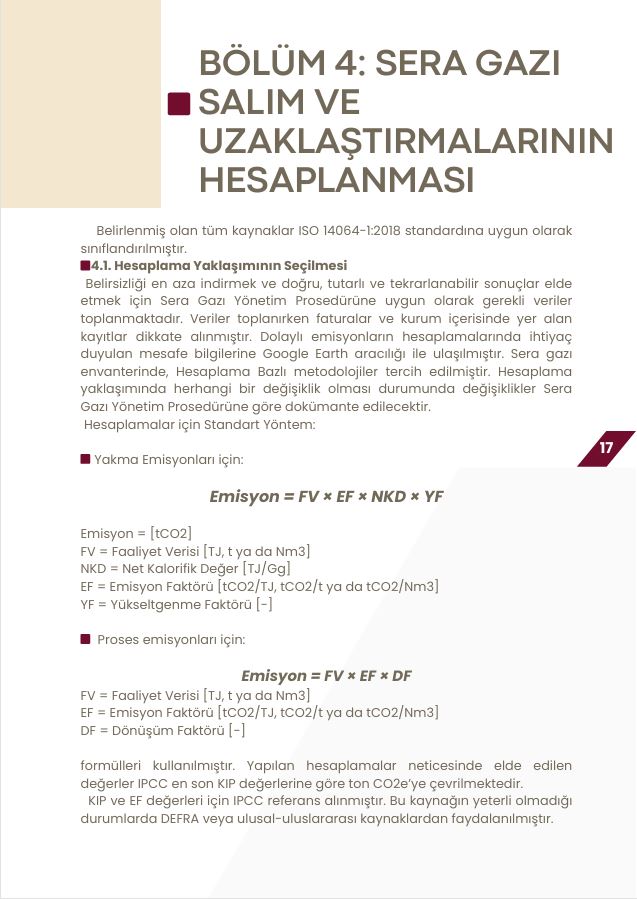 BÖLÜM 4: SERA GAZI
SALIM VE
UZAKLAŞTIRMALARININ
HESAPLANMASI
Belirlenmiş olan tüm kaynaklar ISO 14064-1:2018 standardına uygun olarak
sınıflandırılmıştır.
4.1. Hesaplama Yaklaşımının Seçilmesi
Belirsizliği en aza indirmek ve doğru, tutarlı ve tekrarlanabilir sonuçlar elde
etmek için Sera Gazı Yönetim Prosedürüne uygun olarak gerekli veriler
toplanmaktadır. Veriler toplanırken faturalar ve kurum içerisinde yer alan
kayıtlar dikkate alınmıştır. Dolaylı emisyonların hesaplamalarında ihtiyaç
duyulan mesafe bilgilerine Google Earth aracılığı ile ulaşılmıştır. Sera gazı
envanterinde, Hesaplama Bazlı metodolojiler tercih edilmiştir. Hesaplama
yaklaşımında herhangi bir değişiklik olması durumunda değişiklikler Sera
Gazı Yönetim Prosedürüne göre dokümante edilecektir.
Hesaplamalar için Standart Yöntem:
17
Yakma Emisyonları için:
Emisyon = FV × EF × NKD × YF
Emisyon = [tCO2]
FV = Faaliyet Verisi [TJ, t ya da Nm3]
NKD = Net Kalorifik Değer [TJ/Gg]
EF = Emisyon Faktörü [tCO2/TJ, tCO2/t ya da tCO2/Nm3]
YF = Yükseltgenme Faktörü [-]
Proses emisyonları için:
Emisyon = FV × EF × DF
FV = Faaliyet Verisi [TJ, t ya da Nm3]
EF = Emisyon Faktörü [tCO2/TJ, tCO2/t ya da tCO2/Nm3]
DF = Dönüşüm Faktörü [-]
formülleri kullanılmıştır. Yapılan hesaplamalar neticesinde elde edilen
değerler IPCC en son KIP değerlerine göre ton CO2e’ye çevrilmektedir.
KIP ve EF değerleri için IPCC referans alınmıştır. Bu kaynağın yeterli olmadığı
durumlarda DEFRA veya ulusal-uluslararası kaynaklardan faydalanılmıştır.